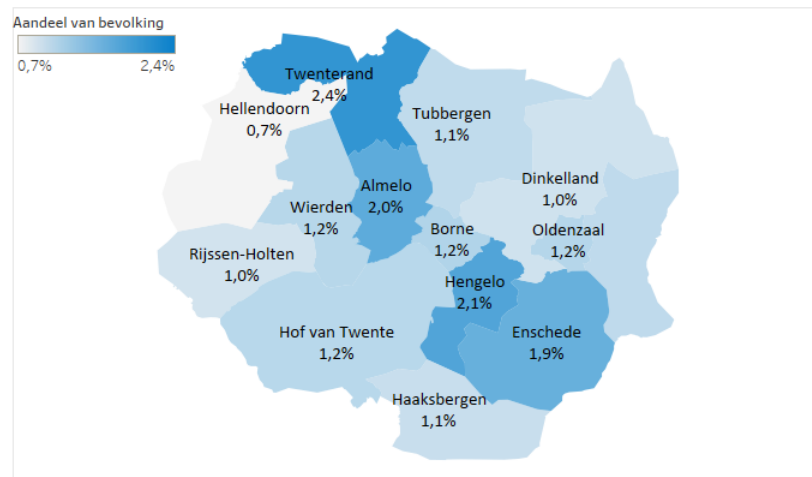 Aandeel van bevolking
0,7%
2,4%
Twenterand
2,4%
Hellendoorn
0,7%
Tubbergen
1,1%
Dinkelland
1,0%
Almelo
2,0%
Wierden
1,2%
Borne
1,2%
Oldenzaal
1,2%
Rijssen-Holten
1,0%
Hengelo
2,1%
Hof van Twente
1,2%
Enschede
1,9%
Haaksbergen
1,1%